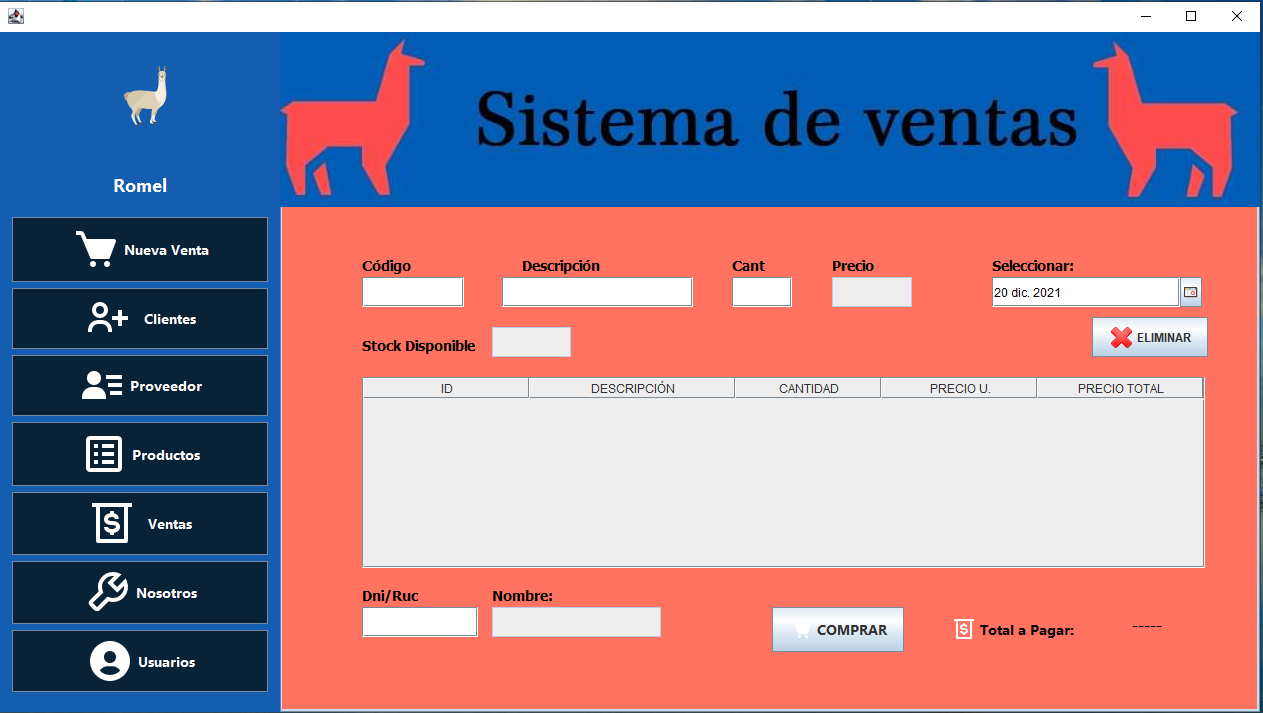 Sistema de ventas
Romel
Nueva Venta
Clientes
Proveedor
Productos
Ventas
Nosotros
Usuarios
Código Descripción Cant Precio Seleccionar:
20 dic. 2021
Stock Disponible
ELIMINAR
ID DESCRIPCIÓN CANTIDAD PRECIO U. PRECIO TOTAL
Dni/Ruc Nombre:
COMPRAR
$ Total a Pagar: -----